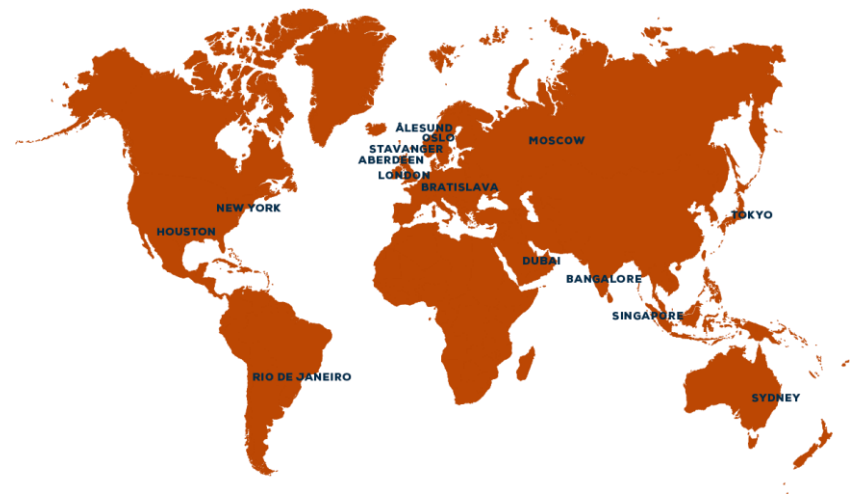 ÅLESUND
OSLO
MOSCOW
STAVANGER
ABERDEEN
LONDON
BRATISLAVA
NEW YORK
TOKYO
HOUSTON
DUBAI
BANGALORE
SINGAPORE
RIO DE JANEIRO
SYDNEY